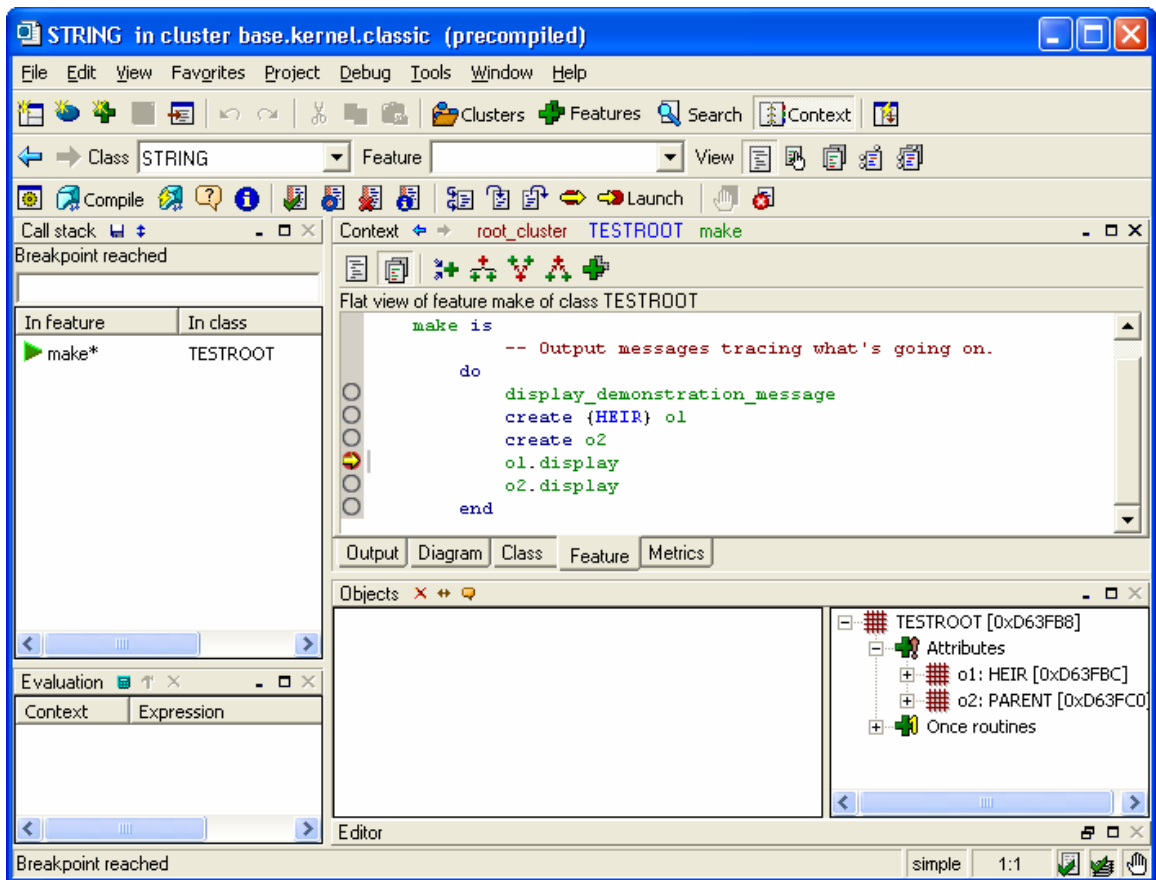 STRING in cluster base.kernel.classic (precompiled)
File Edit View Favorites Project Debug Tools Window Help
Clusters Features Search Context
Class STRING Feature View
Compile Launch
Call stack
Breakpoint reached
In feature In class
make* TESTROOT
Context root_cluster TESTROOT make
Flat view of feature make of class TESTROOT
make is
-- Output messages tracing what's going on.
do
display_demonstration_message
create {HEIR} o1
create o2
o1.display
o2.display
end
Output Diagram Class Feature Metrics
Evaluation
Context Expression
Objects
TESTROOT [0xD63FB8]
Attributes
o1: HEIR [0xD63FBC]
o2: PARENT [0xD63FC0]
Once routines
Editor
Breakpoint reached simple 1:1